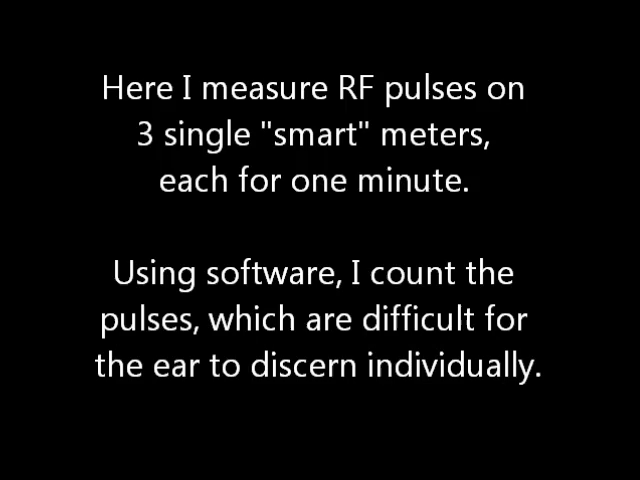 Here I measure RF pulses on
3 single "smart" meters,
each for one minute.
Using software, I count the
pulses, which are difficult for
the ear to discern individually.